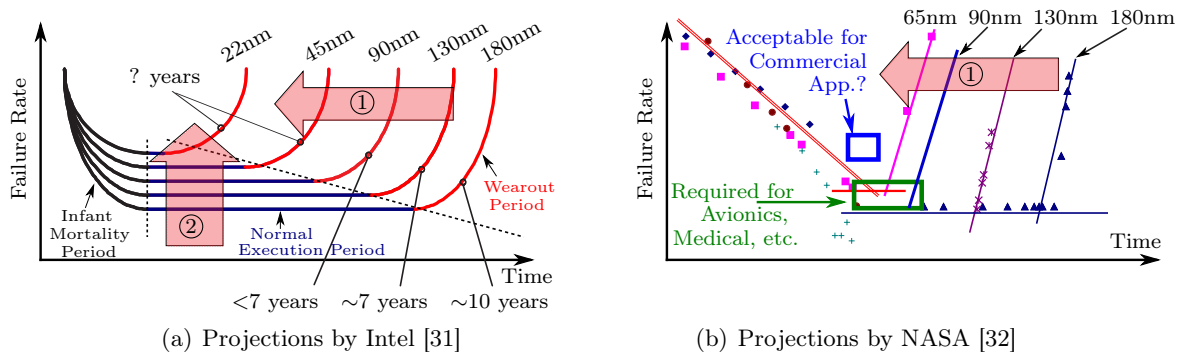 22nm 45nm 90nm 130nm 180nm
? years
①
②
Failure Rate
Infant
Mortality
Period
Normal
Execution Period
Wearout
Period
Time
<7 years
~7 years
~10 years
(a) Projections by Intel [31]
65nm 90nm 130nm 180nm
Acceptable for
Commercial
App.?
①
Failure Rate
Required for
Avionics,
Medical, etc.
Time
(b) Projections by NASA [32]